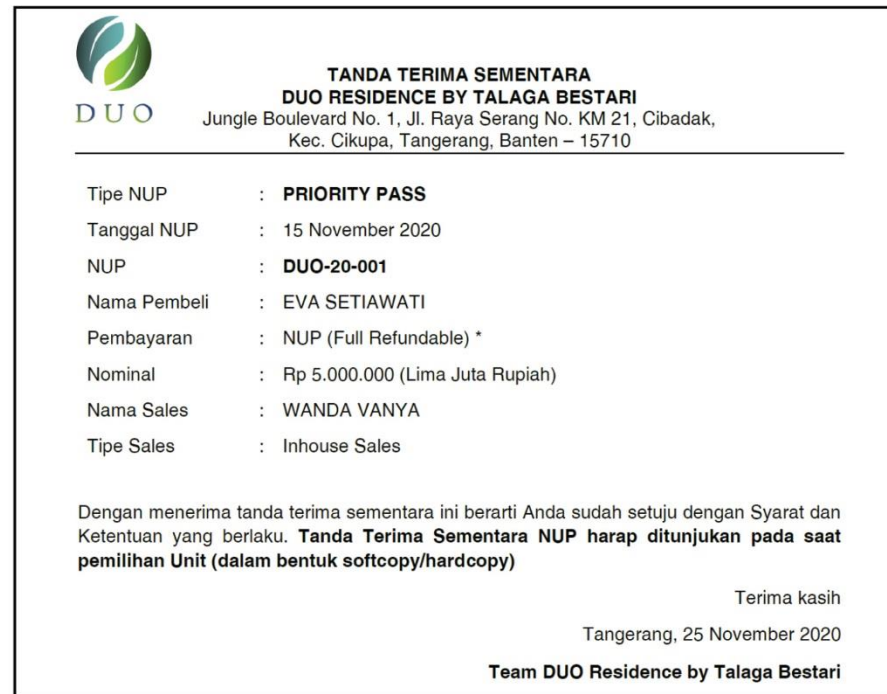 DUO
TANDA TERIMA SEMENTARA
DUO RESIDENCE BY TALAGA BESTARI
Jungle Boulevard No. 1, Jl. Raya Serang No. KM 21, Cibadak,
Kec. Cikupa, Tangerang, Banten – 15710
Tipe NUP : PRIORITY PASS
Tanggal NUP : 15 November 2020
NUP : DUO-20-001
Nama Pembeli : EVA SETIAWATI
Pembayaran : NUP (Full Refundable) *
Nominal : Rp 5.000.000 (Lima Juta Rupiah)
Nama Sales : WANDA VANYA
Tipe Sales : Inhouse Sales
Dengan menerima tanda terima sementara ini berarti Anda sudah setuju dengan Syarat dan
Ketentuan yang berlaku. Tanda Terima Sementara NUP harap ditunjukan pada saat
pemilihan Unit (dalam bentuk softcopy/hardcopy)
Terima kasih
Tangerang, 25 November 2020
Team DUO Residence by Talaga Bestari